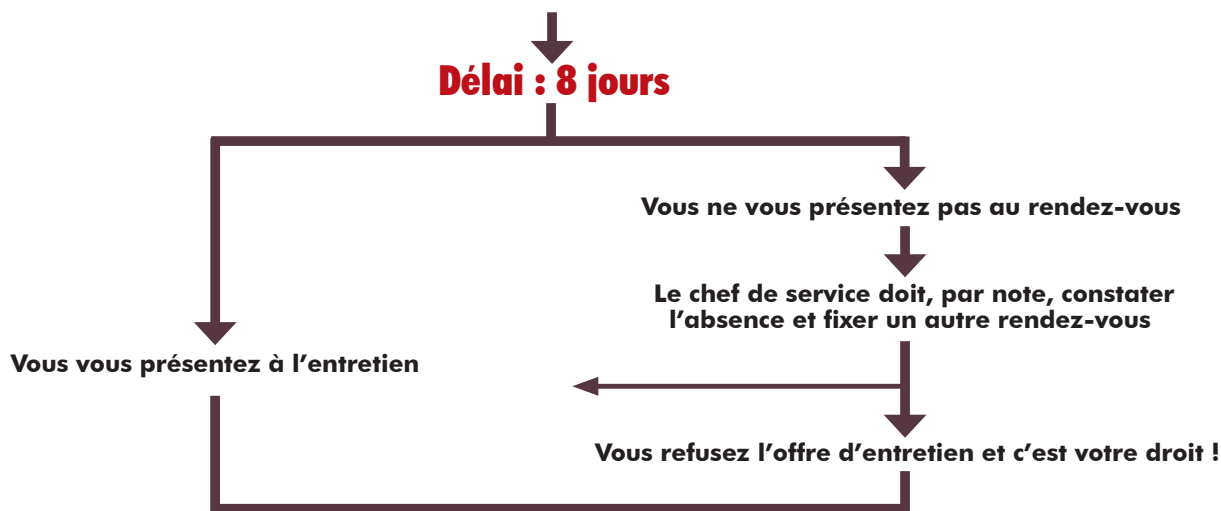 Délai : 8 jours
Vous ne vous présentez pas au rendez-vous
Le chef de service doit, par note, constater
l’absence et fixer un autre rendez-vous
Vous vous présentez à l’entretien
Vous refusez l’offre d’entretien et c’est votre droit !